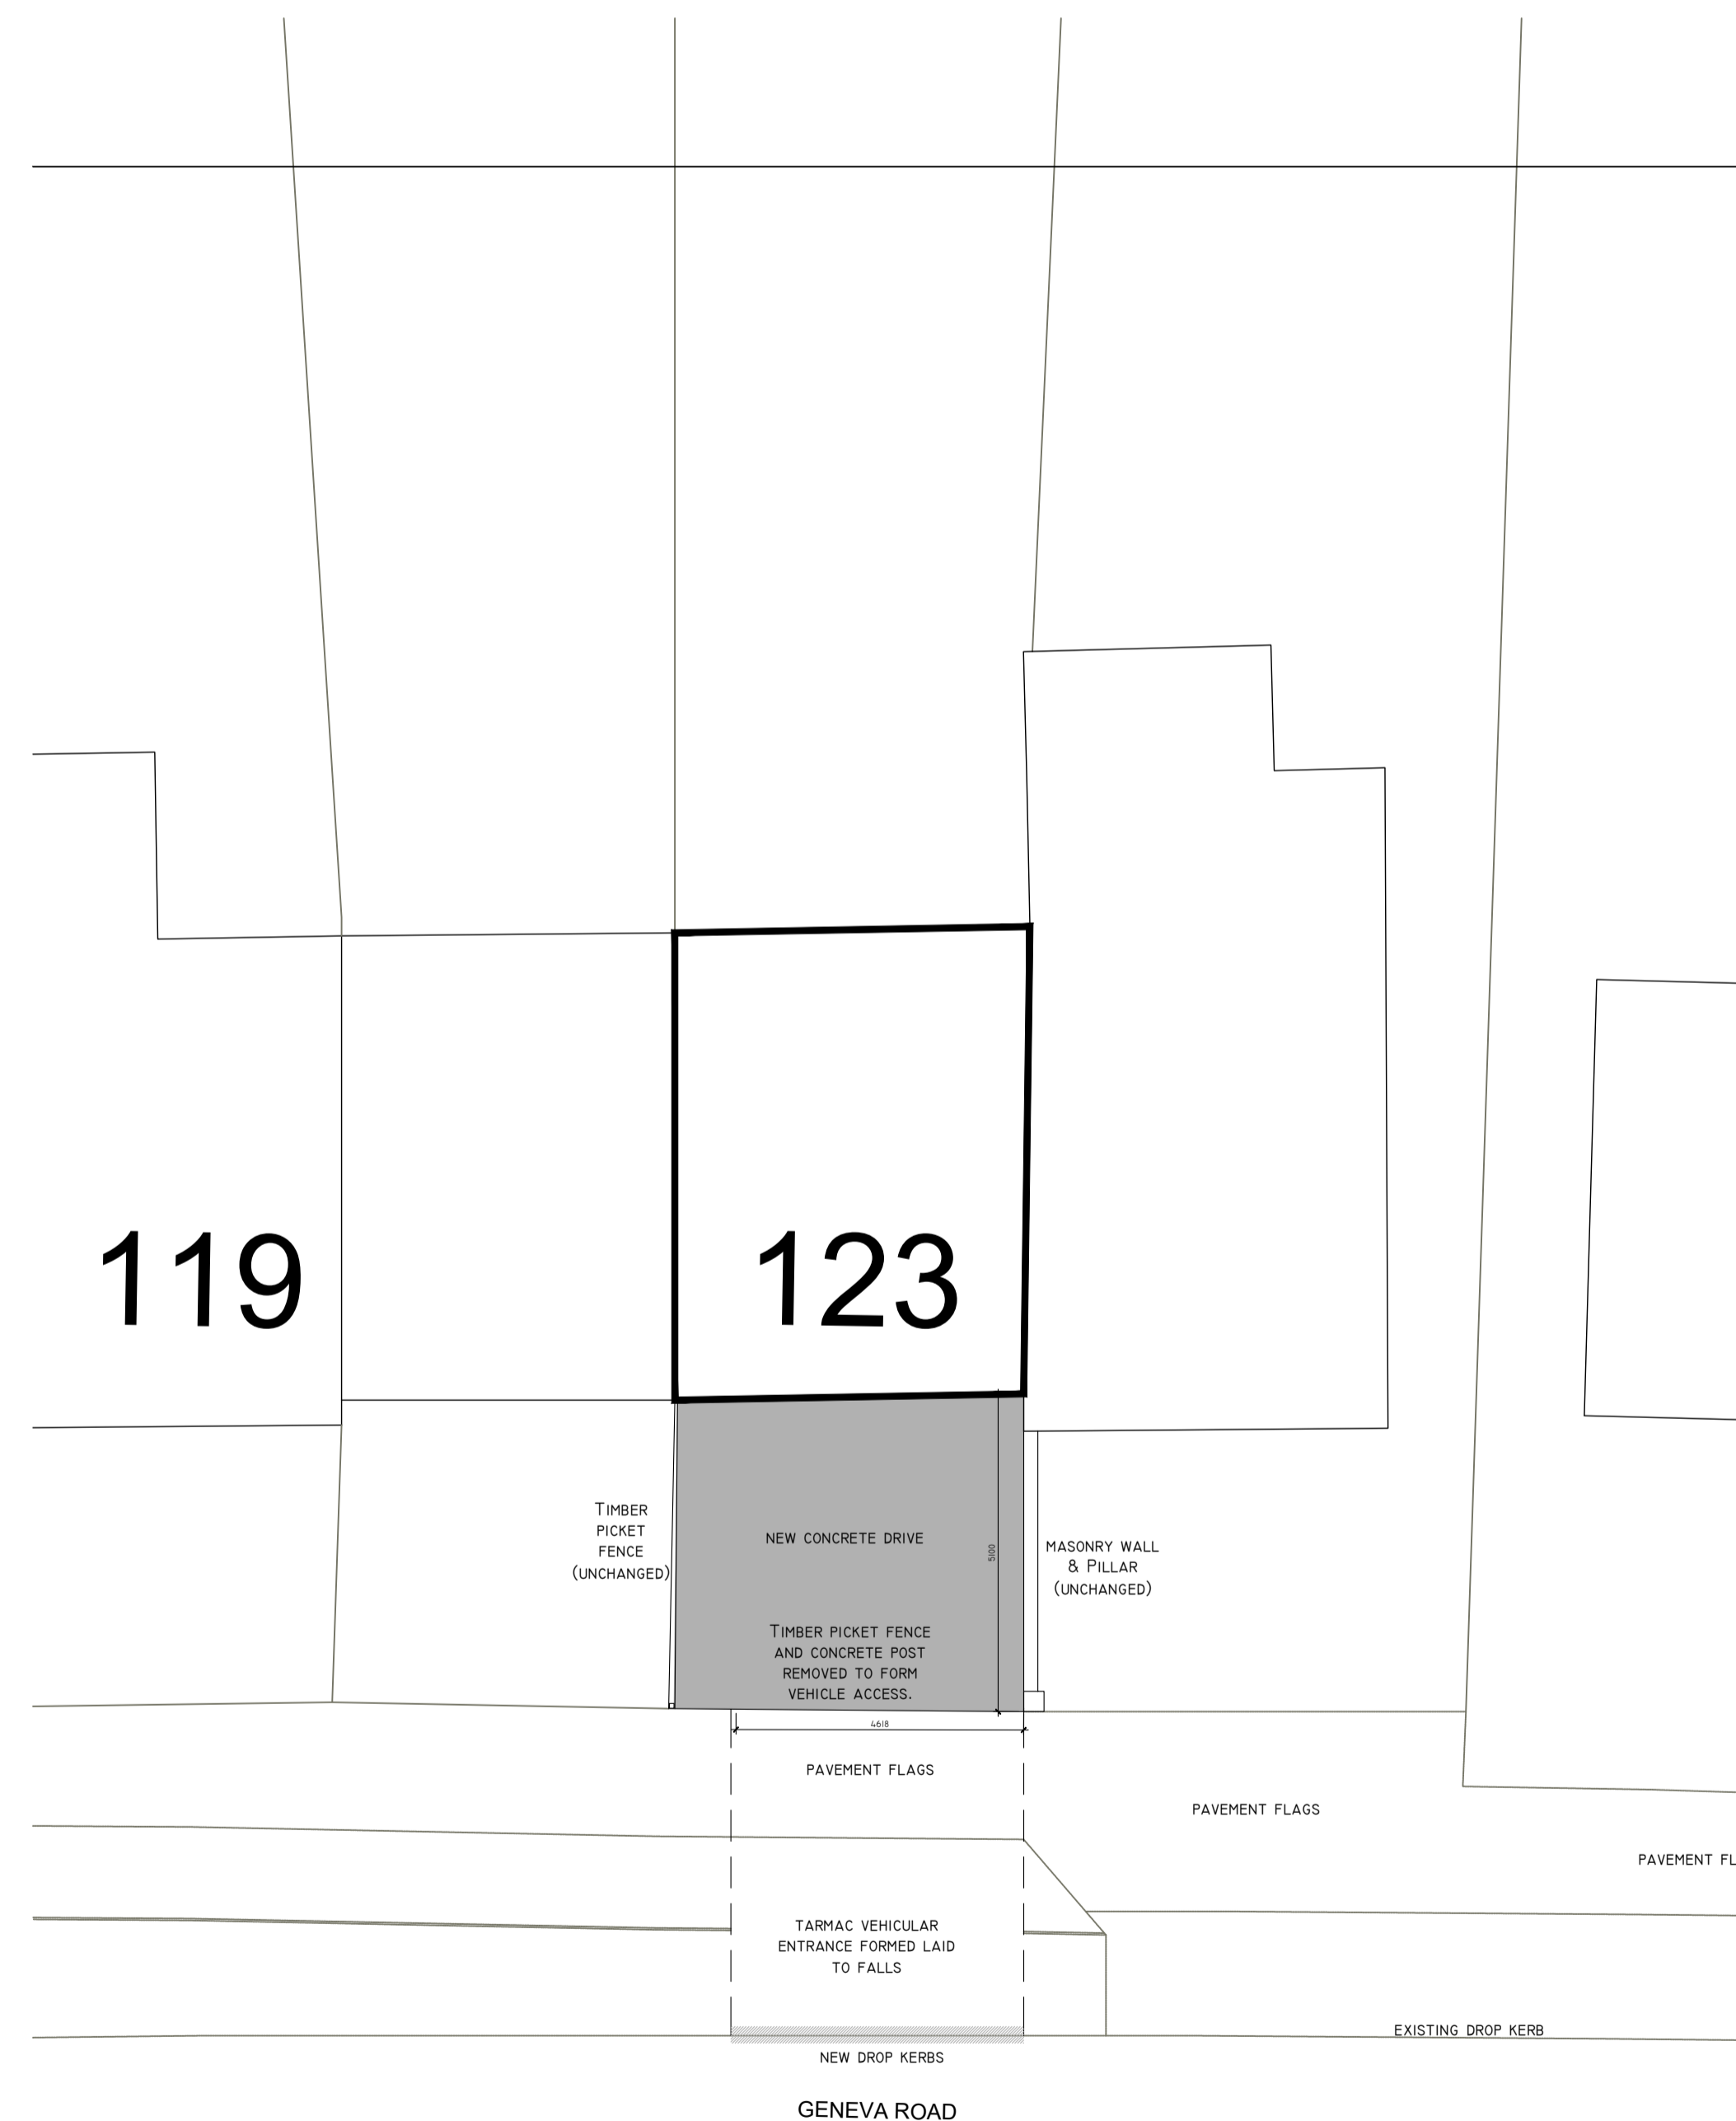 119
123
TIMBER
PICKET
FENCE
(UNCHANGED)
NEW CONCRETE DRIVE
5100
MASONRY WALL
& PILLAR
(UNCHANGED)
TIMBER PICKET FENCE
AND CONCRETE POST
REMOVED TO FORM
VEHICLE ACCESS.
4618
PAVEMENT FLAGS
PAVEMENT FLAGS
PAVEMENT FL
TARMAC VEHICULAR
ENTRANCE FORMED LAID
TO FALLS
EXISTING DROP KERB
NEW DROP KERBS
GENEVA ROAD